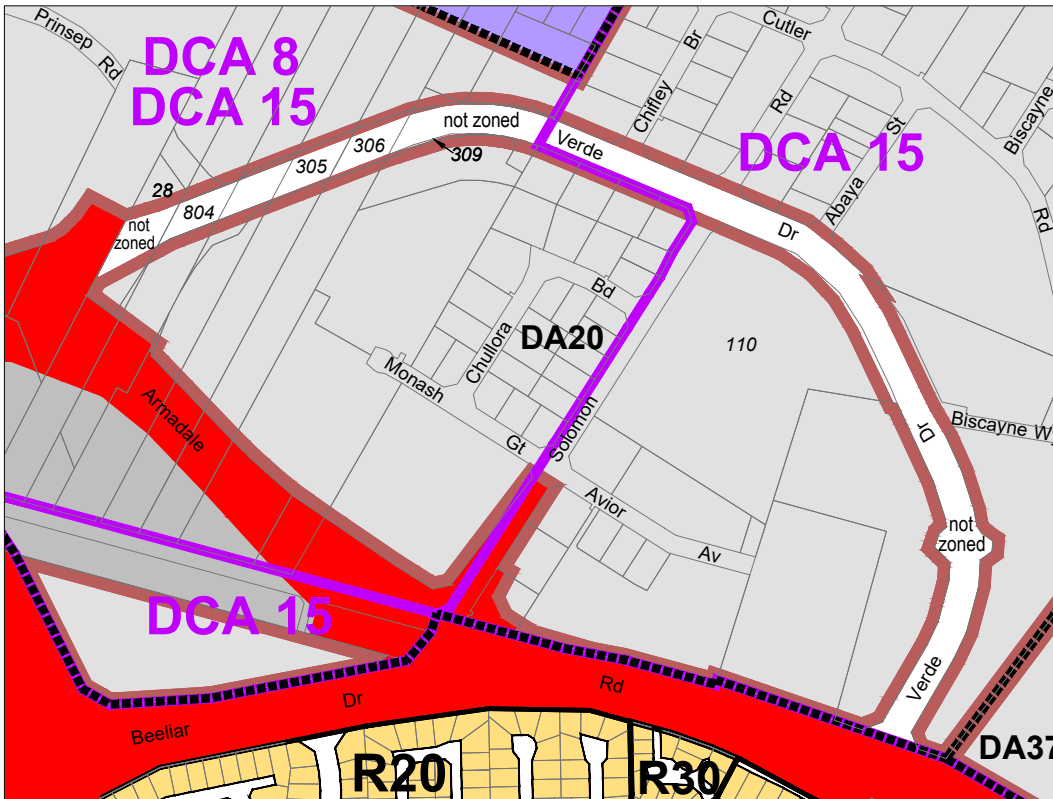 Prinsep
Rd
DCA 8
DCA 15
Cutler
Chifley
Br
Rd
Biscayne
Rd
not zoned
Verde
306
305
309
DCA 15
St
Abaya
28
804
not
zoned
Dr
Bd
DA20
Chullora
110
Monash
Gt
Solomon
Armadale
Dr
Biscayne W
Avior
Av
not
zoned
DCA 15
Verde
Beeliar
Dr
Rd
DA37
R20
R30